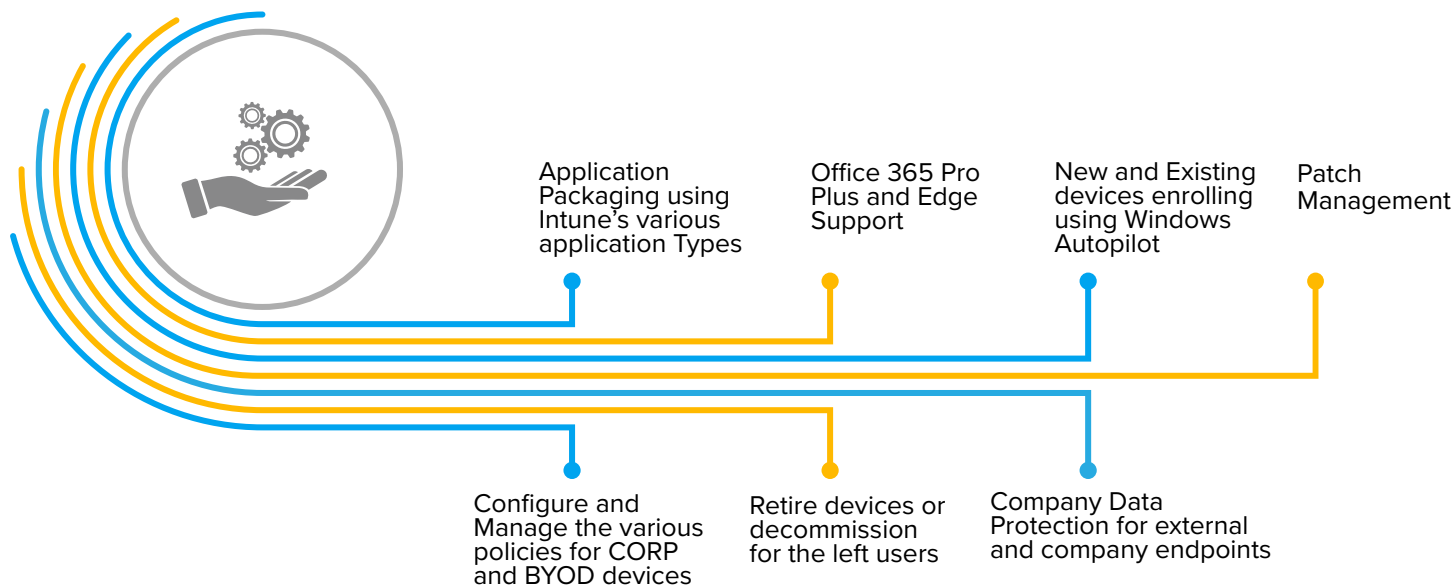 Application
Packaging using
Intune's various
application Types
Office 365 Pro
Plus and Edge
Support
New and Existing
devices enrolling
using Windows
Autopilot
Patch
Management
Configure and
Manage the various
policies for CORP
and BYOD devices
Retire devices or
decommission
for the left users
Company Data
Protection for external
and company endpoints